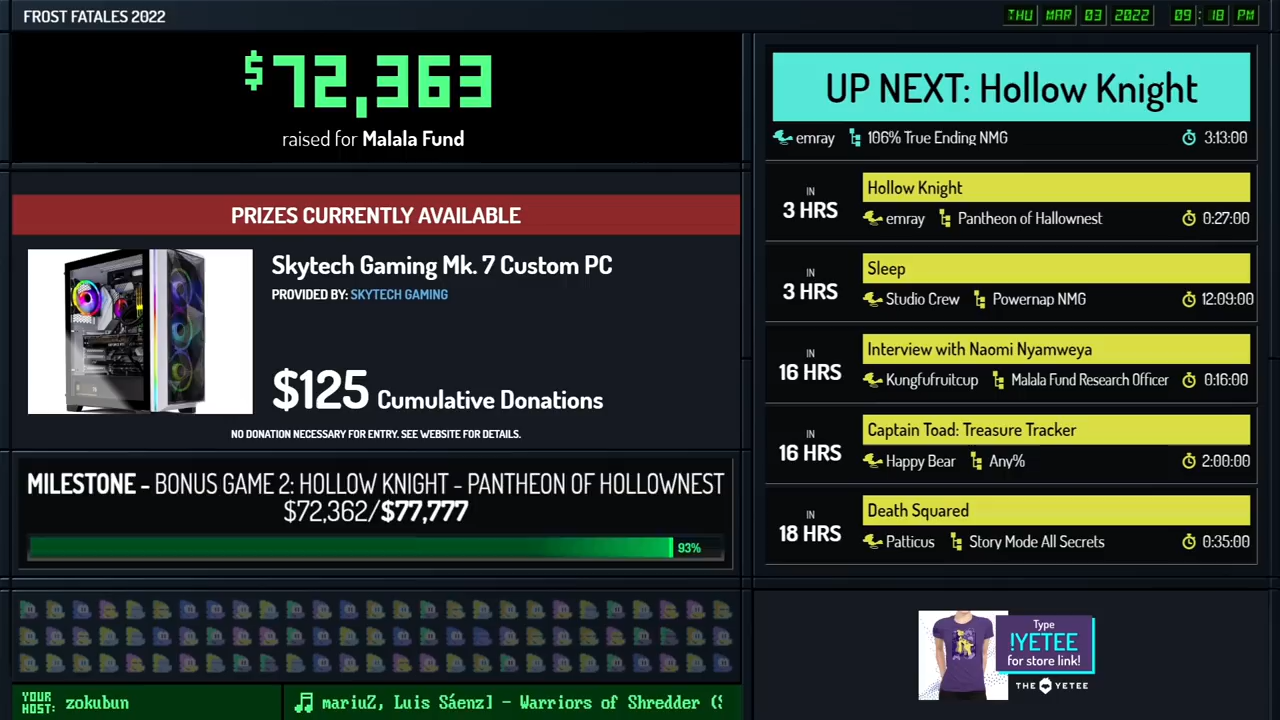 FROST FATALES 2022
THU MAR 03 2022 09:18 PM
$72,363
raised for Malala Fund
PRIZES CURRENTLY AVAILABLE
Skytech Gaming Mk. 7 Custom PC
PROVIDED BY: SKYTECH GAMING
$125 Cumulative Donations
NO DONATION NECESSARY FOR ENTRY. SEE WEBSITE FOR DETAILS.
MILESTONE - BONUS GAME 2: HOLLOW KNIGHT - PANTHEON OF HOLLOWNEST
$72,362/$77,777
93%
YOUR HOST: zokubun
mariuZ, Luis Sáenz] - Warriors of Shredder (S
UP NEXT: Hollow Knight
emray 106% True Ending NMG 3:13:00
IN 3 HRS
Hollow Knight
emray Pantheon of Hallownest 0:27:00
IN 3 HRS
Sleep
Studio Crew Powernap NMG 12:09:00
IN 16 HRS
Interview with Naomi Nyamweya
Kungfufruitcup Malala Fund Research Officer 0:16:00
IN 16 HRS
Captain Toad: Treasure Tracker
Happy Bear Any% 2:00:00
IN 18 HRS
Death Squared
Patticus Story Mode All Secrets 0:35:00
Type
!YETEE
for store link!
THE YETEE